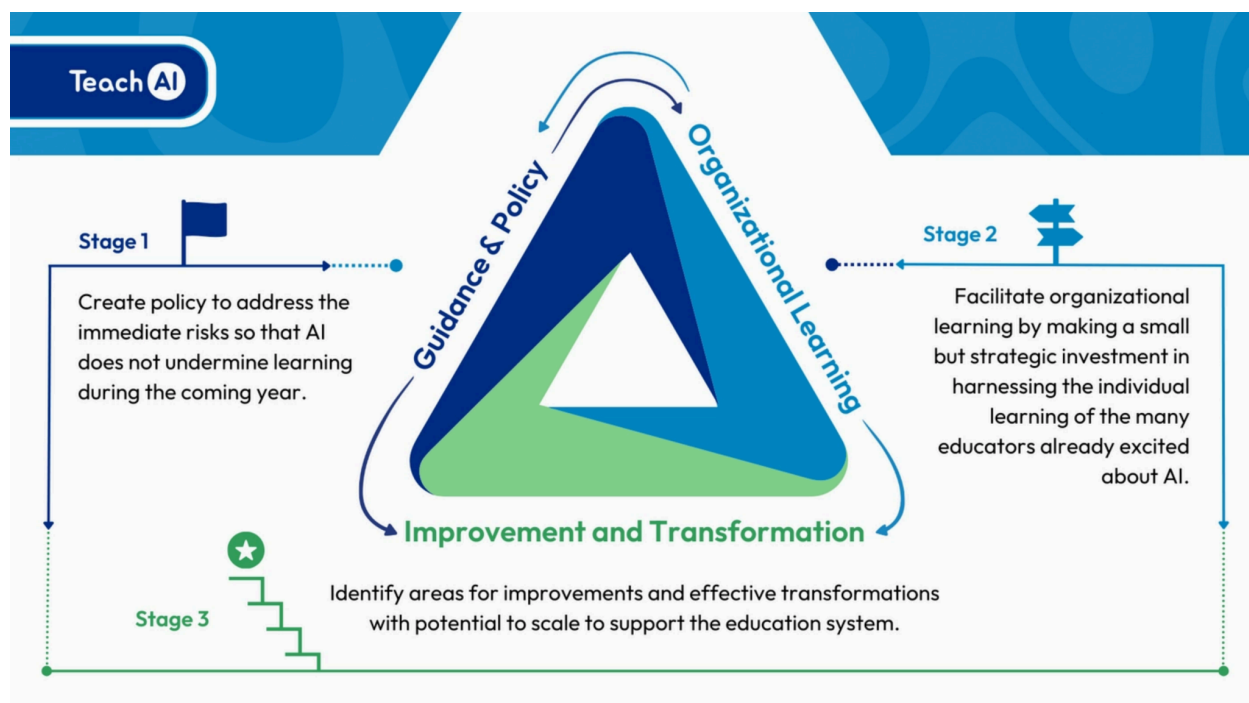 Teach AI
Guidance & Policy
Organizational Learning
Stage 1
Create policy to address the
immediate risks so that AI
does not undermine learning
during the coming year.
Stage 2
Facilitate organizational
learning by making a small
but strategic investment in
harnessing the individual
learning of the many
educators already excited
about AI.
Improvement and Transformation
Stage 3
Identify areas for improvements and effective transformations
with potential to scale to support the education system.